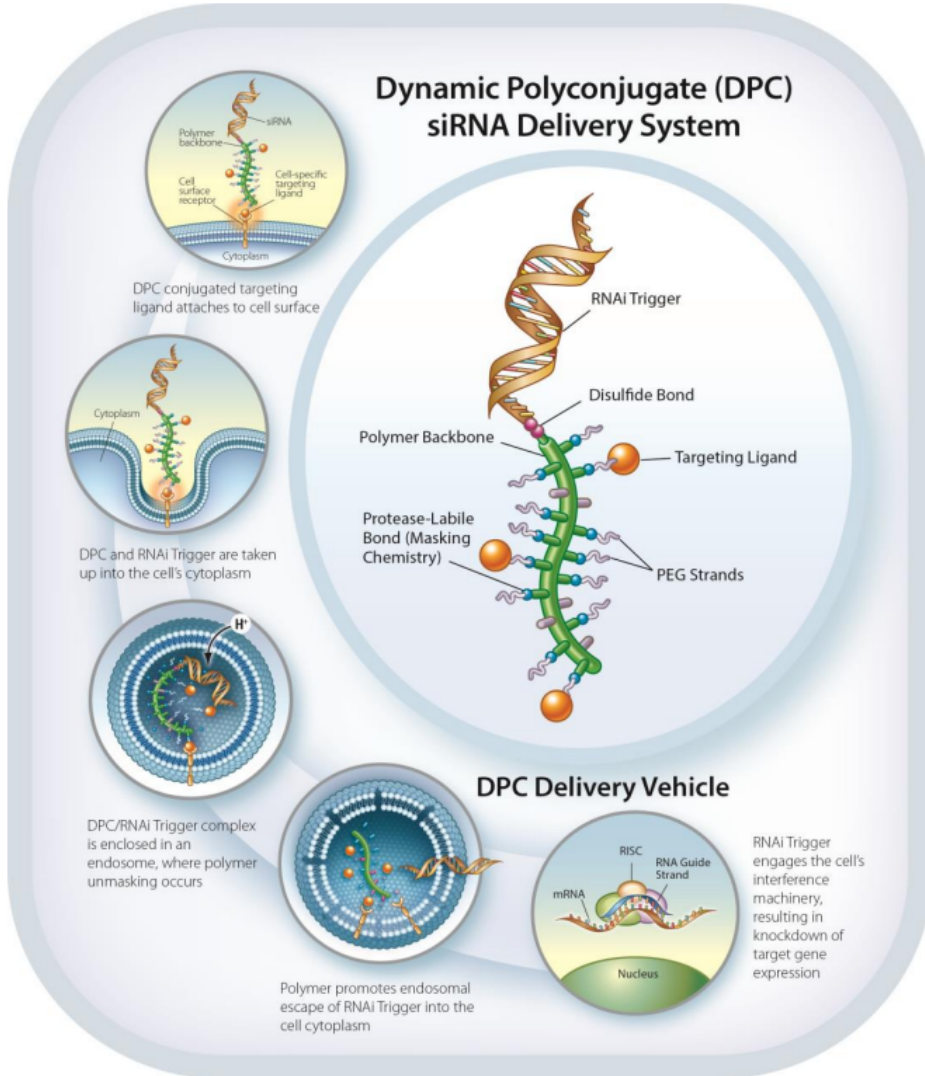 Dynamic Polyconjugate (DPC)
siRNA Delivery System
siRNA
Polymer
backbone
Cell
surface
receptor
Cell-specific
targeting
ligand
Cytoplasm
DPC conjugated targeting
ligand attaches to cell surface
Cytoplasm
DPC and RNAi Trigger are taken
up into the cell's cytoplasm
RNAi Trigger
Disulfide Bond
Polymer Backbone
Targeting Ligand
Protease-Labile
Bond (Masking
Chemistry)
PEG Strands
H⁺
DPC/RNAi Trigger complex
is enclosed in an
endosome, where polymer
unmasking occurs
DPC Delivery Vehicle
Polymer promotes endosomal
escape of RNAi Trigger into the
cell cytoplasm
RISC
RNA Guide
Strand
mRNA
Nucleus
RNAi Trigger
engages the cell's
interference
machinery,
resulting in
knockdown of
target gene
expression